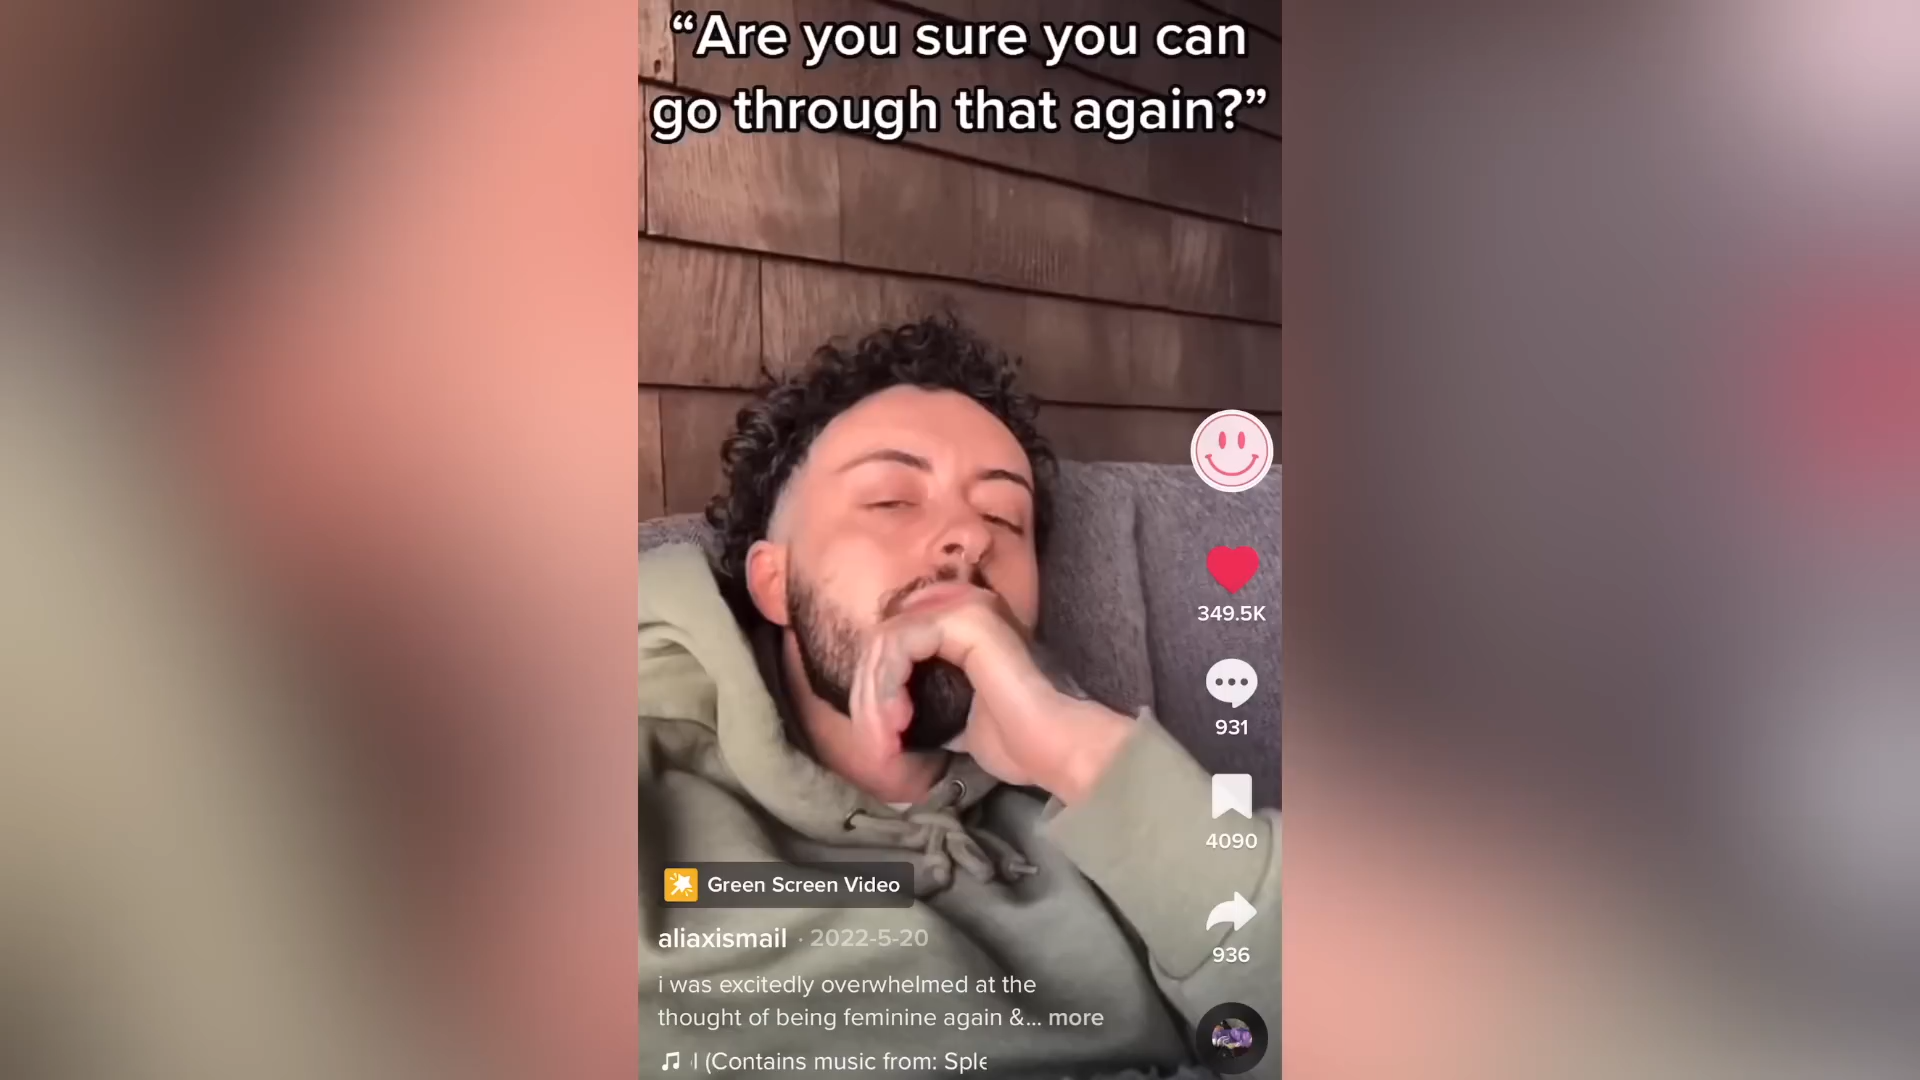 “Are you sure you can
go through that again?”
349.5K
931
4090
936
Green Screen Video
aliaxismail · 2022-5-20
i was excitedly overwhelmed at the
thought of being feminine again &... more
(Contains music from: Sple